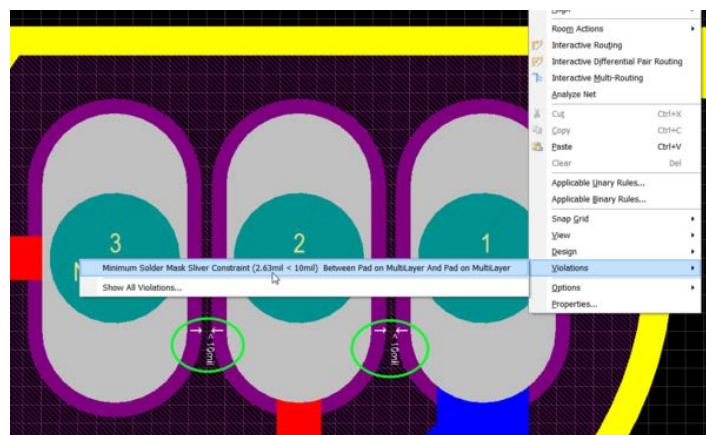 Room Actions
Interactive Routing
Interactive Differential Pair Routing
Interactive Multi-Routing
Analyze Net
Cut Ctrl+X
Copy Ctrl+C
Paste Ctrl+V
Clear Del
Applicable Unary Rules...
Applicable Binary Rules...
Snap Grid
View
Design
Violations
Options
Properties...
3
2
1
Minimum Solder Mask Sliver Constraint (2.63mil < 10mil) Between Pad on MultiLayer And Pad on MultiLayer
Show All Violations...
< 10mil
< 10mil